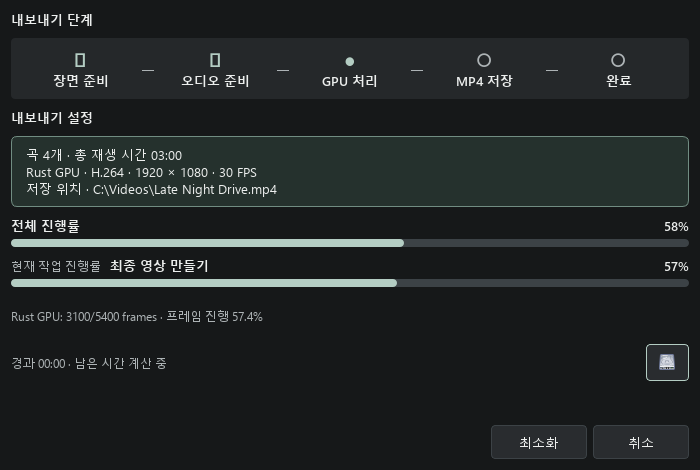 내보내기 단계
장면 준비
오디오 준비
GPU 처리
MP4 저장
완료
내보내기 설정
곡 4개 · 총 재생 시간 03:00
Rust GPU · H.264 · 1920 × 1080 · 30 FPS
저장 위치 · C:\Videos\Late Night Drive.mp4
전체 진행률 58%
현재 작업 진행률 최종 영상 만들기 57%
Rust GPU: 3100/5400 frames · 프레임 진행 57.4%
경과 00:00 · 남은 시간 계산 중
최소화
취소